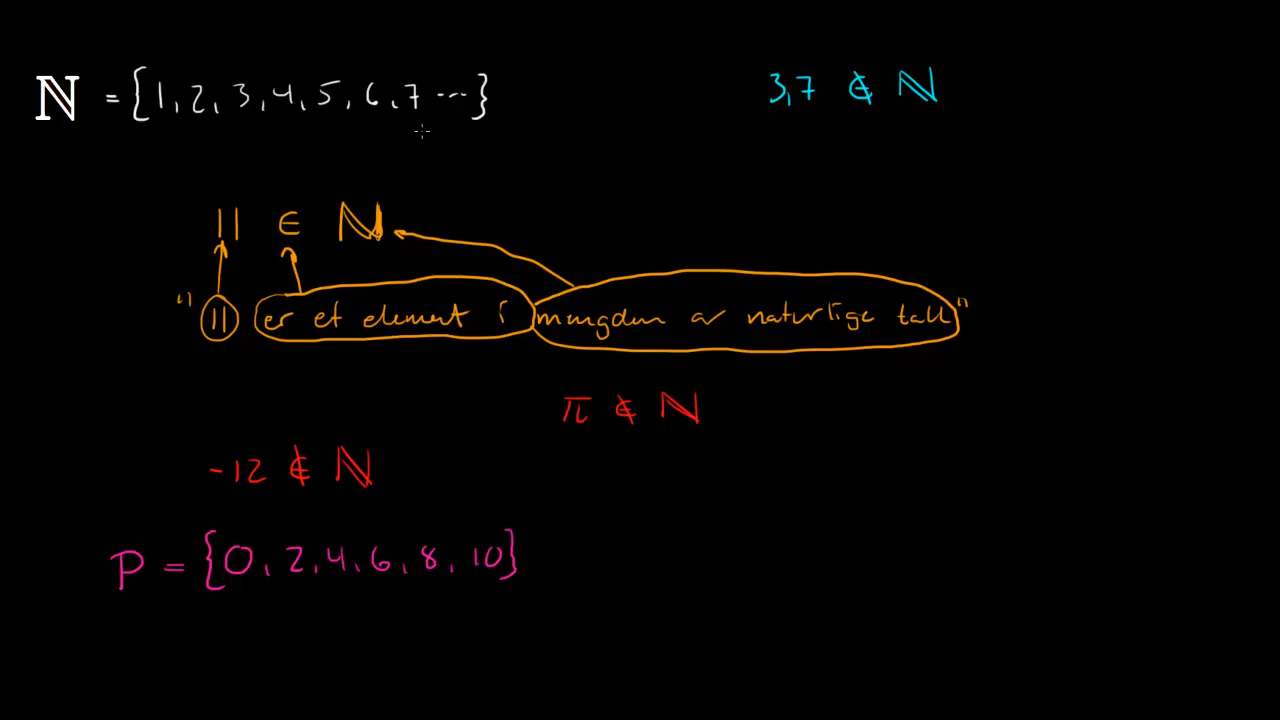 ℕ = {1, 2, 3, 4, 5, 6, 7 ...}
3,7 ∉ ℕ
11 ∈ ℕ
"11 er et element i mengden av naturlige tall"
π ∉ ℕ
-12 ∉ ℕ
P = {0, 2, 4, 6, 8, 10}